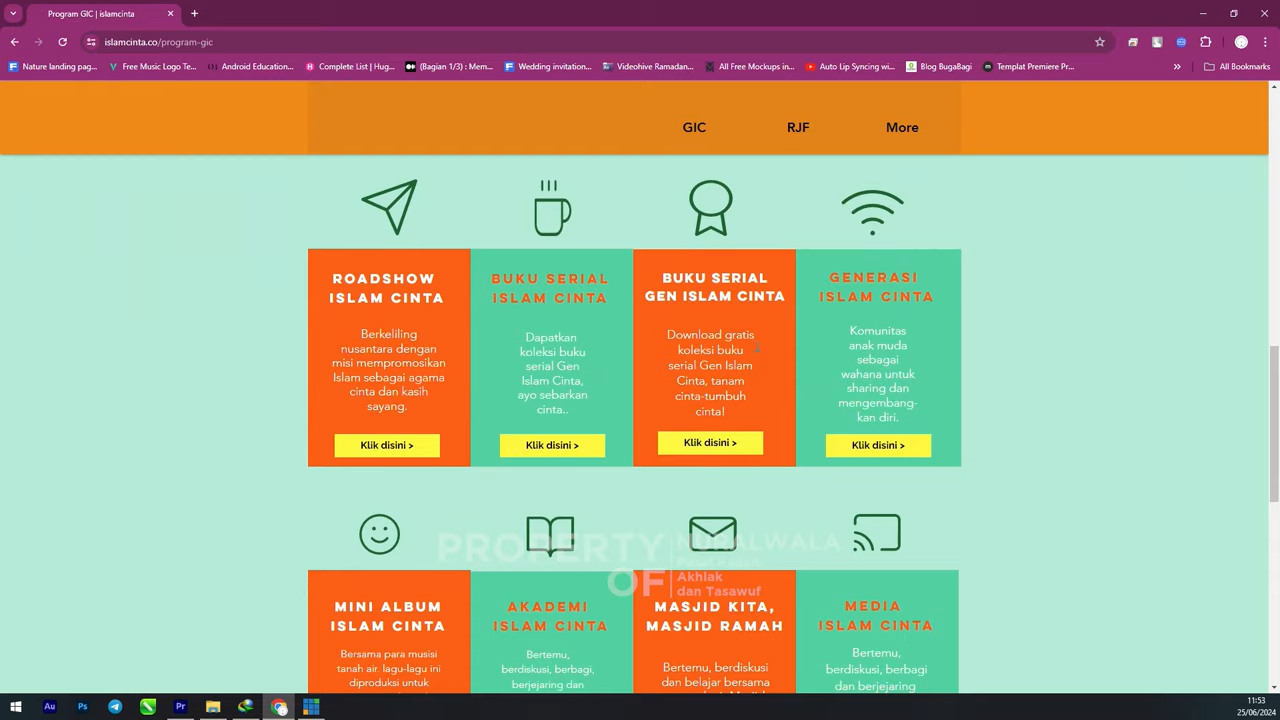 Program GIC | islamcinta
islamcinta.co/program-gic
Nature landing pag...
Free Music Logo Te...
Android Education...
Complete List | Hug...
(Bagian 1/3) : Mem...
Wedding invitation...
Videohive Ramadan...
All Free Mockups in...
Auto Lip Syncing wi...
Blog BugaBagi
Templat Premiere Pr...
»
All Bookmarks
GIC
RJF
More
ROADSHOW
ISLAM CINTA
Berkeliling
nusantara dengan
misi mempromosikan
Islam sebagai agama
cinta dan kasih
sayang.
Klik disini >
BUKU SERIAL
ISLAM CINTA
Dapatkan
koleksi buku
serial Gen
Islam Cinta,
ayo sebarkan
cinta..
Klik disini >
BUKU SERIAL
GEN ISLAM CINTA
Download gratis
koleksi buku
serial Gen Islam
Cinta, tanam
cinta-tumbuh
cinta!
Klik disini >
GENERASI
ISLAM CINTA
Komunitas
anak muda
sebagai
wahana untuk
sharing dan
mengembang-
kan diri.
Klik disini >
PROPERTY
OF
NURALWALA
Akhlak
dan Tasawuf
MINI ALBUM
ISLAM CINTA
Bersama para musisi
tanah air. lagu-lagu ini
diproduksi untuk
AKADEMI
ISLAM CINTA
Bertemu,
berdiskusi, berbagi,
berjejaring dan
MASJID KITA,
MASJID RAMAH
Bertemu, berdiskusi
dan belajar bersama
MEDIA
ISLAM CINTA
Bertemu,
berdiskusi, berbagi
dan berjejaring
Au
Ps
Pr
11:53
25/06/2024